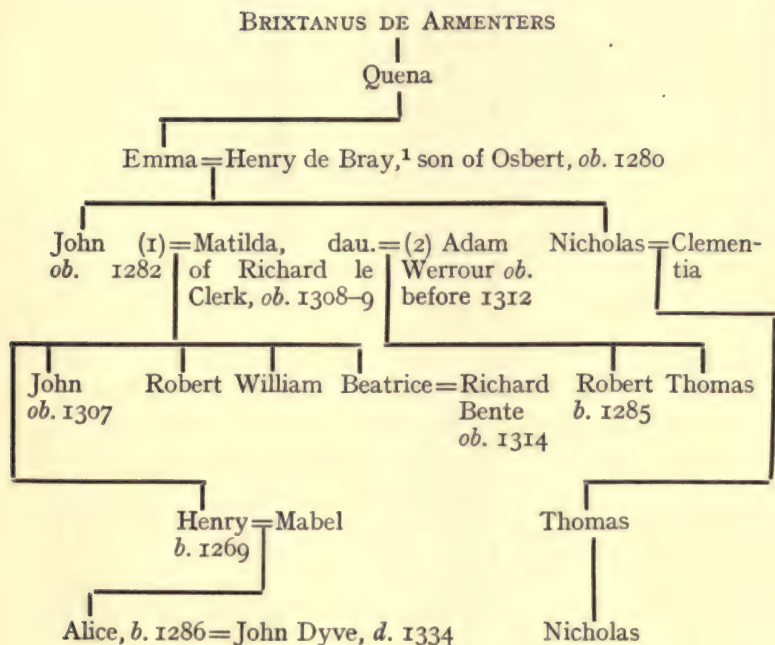 BRIXTANUS DE ARMENTERS
Quena
Emma=Henry de Bray,¹ son of Osbert, ob. 1280
John (1)=Matilda, dau.=(2) Adam Nicholas=Clemen-
ob. 1282 of Richard le Werrour ob. tia
Clerk, ob. 1308–9 before 1312
John Robert William Beatrice=Richard Robert Thomas
ob. 1307 Bente b. 1285
ob. 1314
Henry=Mabel Thomas
b. 1269
Alice, b. 1286=John Dyve, d. 1334 Nicholas